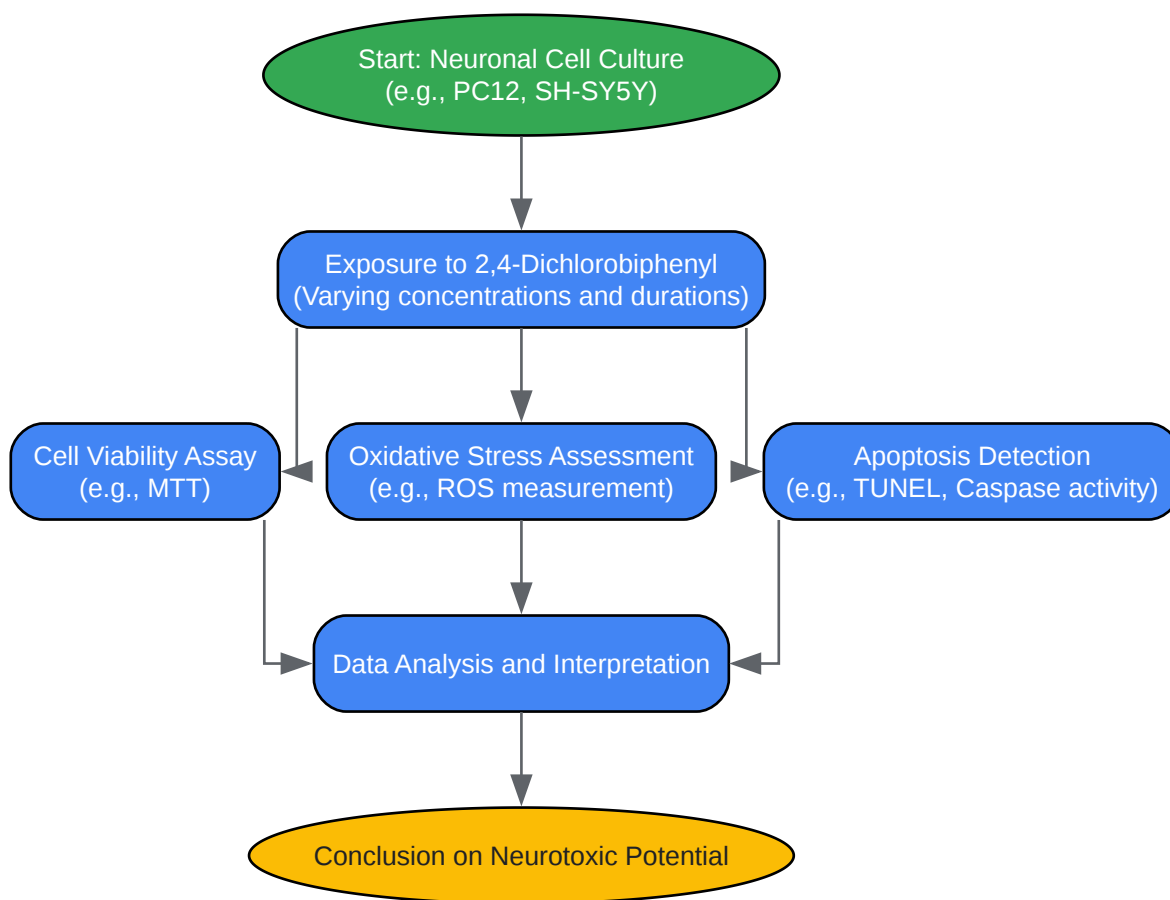 Start: Neuronal Cell Culture
(e.g., PC12, SH-SY5Y)
Exposure to 2,4-Dichlorobiphenyl
(Varying concentrations and durations)
Cell Viability Assay
(e.g., MTT)
Oxidative Stress Assessment
(e.g., ROS measurement)
Apoptosis Detection
(e.g., TUNEL, Caspase activity)
Data Analysis and Interpretation
Conclusion on Neurotoxic Potential